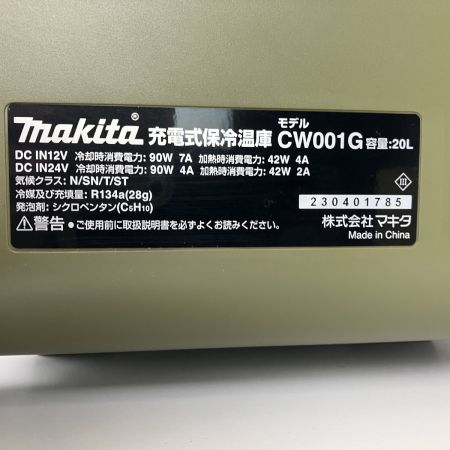 makita® 充電式保冷温庫 モデル CW001G 容量:20L
DC IN12V 冷却時消費電力: 90W 7A 加熱時消費電力: 42W 4A
DC IN24V 冷却時消費電力: 90W 4A 加熱時消費電力: 42W 2A
気候クラス: N/SN/T/ST
冷媒及び充填量: R134a(28g)
発泡剤: シクロペンタン(C5H10)
230401785
⚠警告 ●ご使用前に取扱説明書を必ずよくお読みください。
株式会社マキタ
Made in China